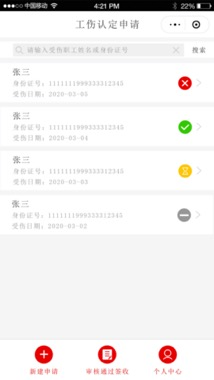 中国移动 4:21 PM 22%
工伤认定申请
请输入受伤职工姓名或身份证号 搜索
张三
身份证号：1111111999333312345
受伤日期：2020-03-05
张三
身份证号：1111111999333312345
受伤日期：2020-03-04
张三
身份证号：1111111999333312345
受伤日期：2020-03-03
张三
身份证号：1111111999333312345
受伤日期：2020-03-02
新建申请 审核通过签收 个人中心